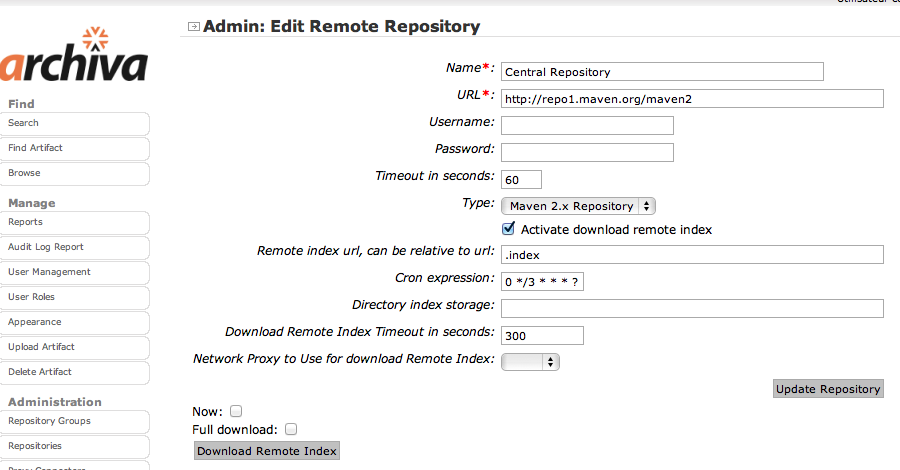 Utilisateur c
Admin: Edit Remote Repository
archiva
Find
Search
Find Artifact
Browse
Manage
Reports
Audit Log Report
User Management
User Roles
Appearance
Upload Artifact
Delete Artifact
Administration
Repository Groups
Repositories
Proxy Connectors
Name*: Central Repository
URL*: http://repo1.maven.org/maven2
Username:
Password:
Timeout in seconds: 60
Type: Maven 2.x Repository
Activate download remote index
Remote index url, can be relative to url: .index
Cron expression: 0 */3 * * * ?
Directory index storage:
Download Remote Index Timeout in seconds: 300
Network Proxy to Use for download Remote Index:
Update Repository
Now:
Full download:
Download Remote Index